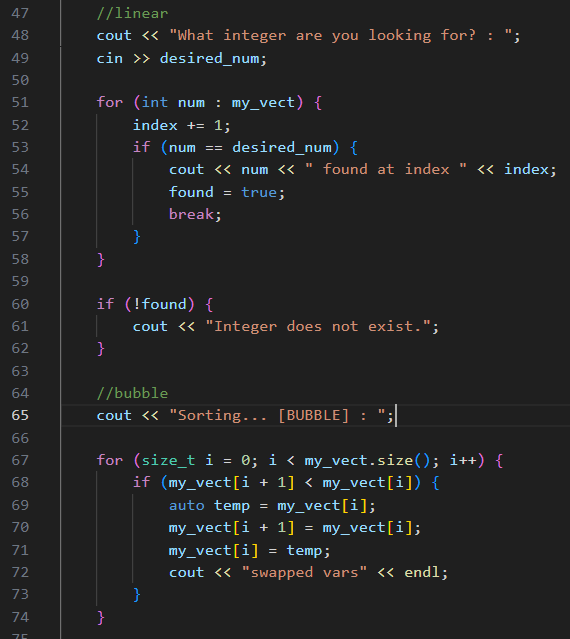 47 //linear
48 cout << "What integer are you looking for? : ";
49 cin >> desired_num;
50
51 for (int num : my_vect) {
52 index += 1;
53 if (num == desired_num) {
54 cout << num << " found at index " << index;
55 found = true;
56 break;
57 }
58 }
59
60 if (!found) {
61 cout << "Integer does not exist.";
62 }
63
64 //bubble
65 cout << "Sorting... [BUBBLE] : ";
66
67 for (size_t i = 0; i < my_vect.size(); i++) {
68 if (my_vect[i + 1] < my_vect[i]) {
69 auto temp = my_vect[i];
70 my_vect[i + 1] = my_vect[i];
71 my_vect[i] = temp;
72 cout << "swapped vars" << endl;
73 }
74 }
75